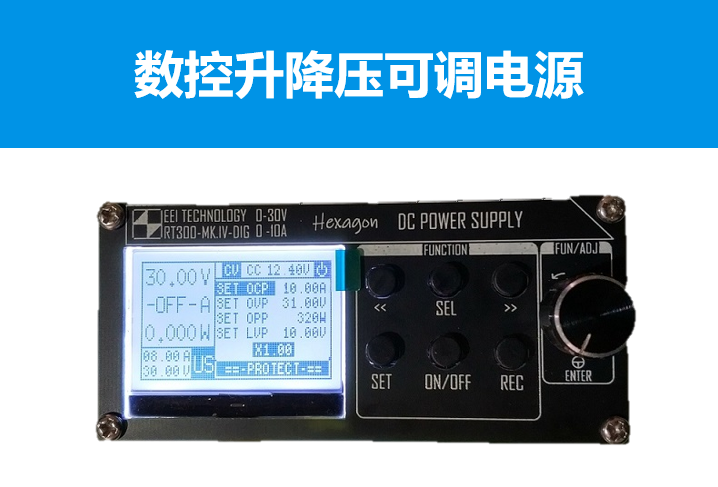 数控升降压可调电源
EEI TECHNOLOGY 0-30V
RT300-MK.IV-DIG 0-10A
Hexagon
DC POWER SUPPLY
FUNCTION
FUN/ADJ
30.00V
-OFF-A
0.000W
08.00A
30.00V
US
CV CC 12.40V
SET OCP 10.00A
SET OVP 31.00V
SET OPP 320W
SET LVP 10.00V
X1.00
==-PROTECT-==
<<
SEL
>>
SET
ON/OFF
REC
ENTER